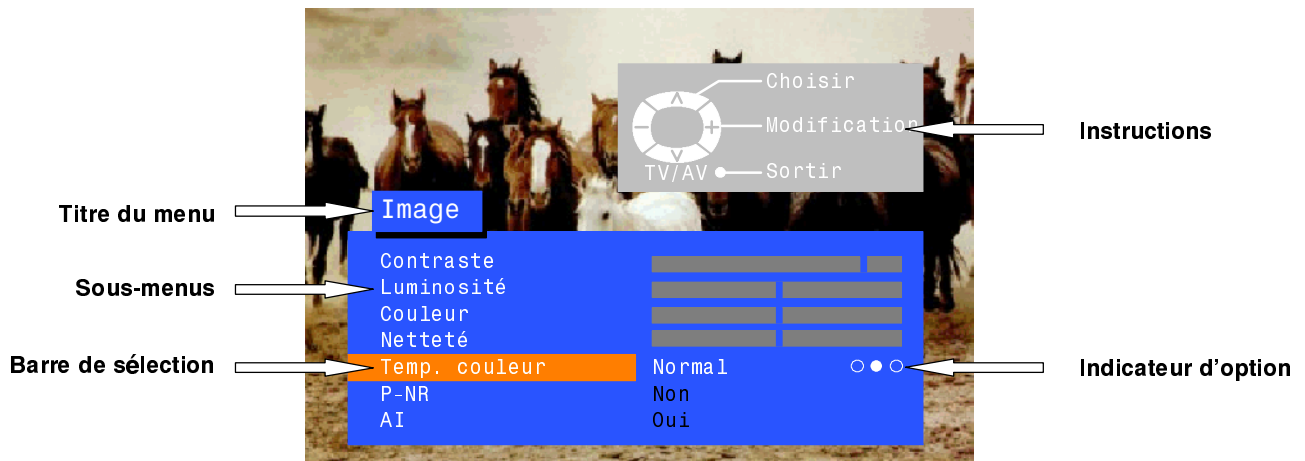 Choisir
Modification
TV/AV Sortir
Instructions
Titre du menu
Image
Contraste
Sous-menus
Luminosité
Couleur
Netteté
Barre de sélection
Temp. couleur Normal
Indicateur d'option
P-NR Non
AI Oui